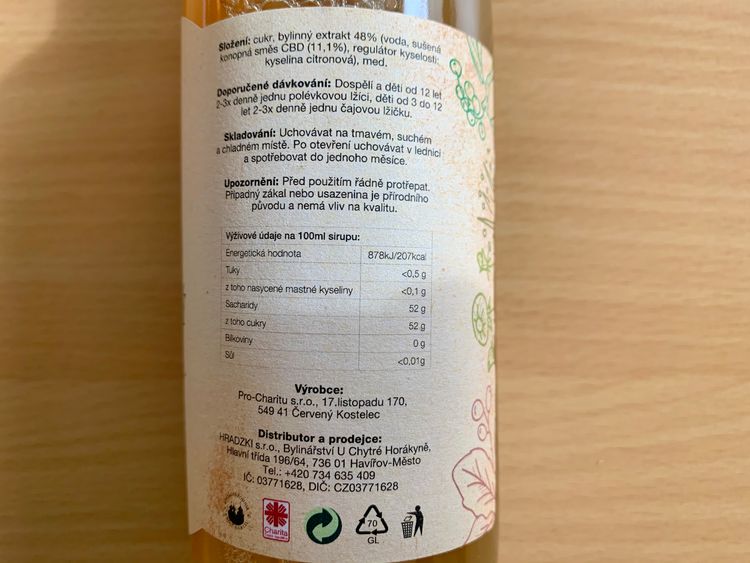 Složení: cukr, bylinný extrakt 48% (voda, sušená
konopná směs CBD (11,1%), regulátor kyselosti:
kyselina citronová), med.
Doporučené dávkování: Dospělí a děti od 12 let
2-3x denně jednu polévkovou lžíci, děti od 3 do 12
let 2-3x denně jednu čajovou lžičku.
Skladování: Uchovávat na tmavém, suchém
a chladném místě. Po otevření uchovávat v lednici
a spotřebovat do jednoho měsíce.
Upozornění: Před použitím řádně protřepat.
Případný zákal nebo usazenina je přírodního
původu a nemá vliv na kvalitu.
Výživové údaje na 100ml sirupu:
Energetická hodnota 878kJ/207kcal
Tuky <0,5 g
z toho nasycené mastné kyseliny <0,1 g
Sacharidy 52 g
z toho cukry 52 g
Bílkoviny 0 g
Sůl <0,01g
Výrobce:
Pro-Charitu s.r.o., 17.listopadu 170,
549 41 Červený Kostelec
Distributor a prodejce:
HRADZKI s.r.o., Bylinářství U Chytré Horákyně,
Hlavní třída 196/64, 736 01 Havířov-Město
Tel.: +420 734 635 409
IČ: 03771628, DIČ: CZ03771628
Charita
70
GL